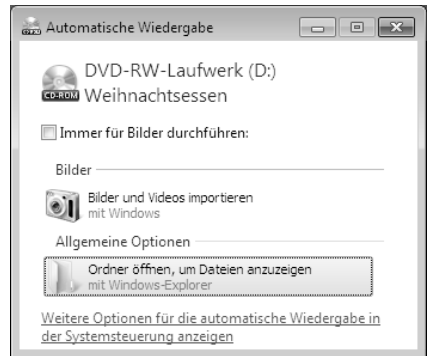 Automatische Wiedergabe
DVD-RW-Laufwerk (D:)
Weihnachtsessen
CD-ROM
Immer für Bilder durchführen:
Bilder
Bilder und Videos importieren
mit Windows
Allgemeine Optionen
Ordner öffnen, um Dateien anzuzeigen
mit Windows-Explorer
Weitere Optionen für die automatische Wiedergabe in
der Systemsteuerung anzeigen